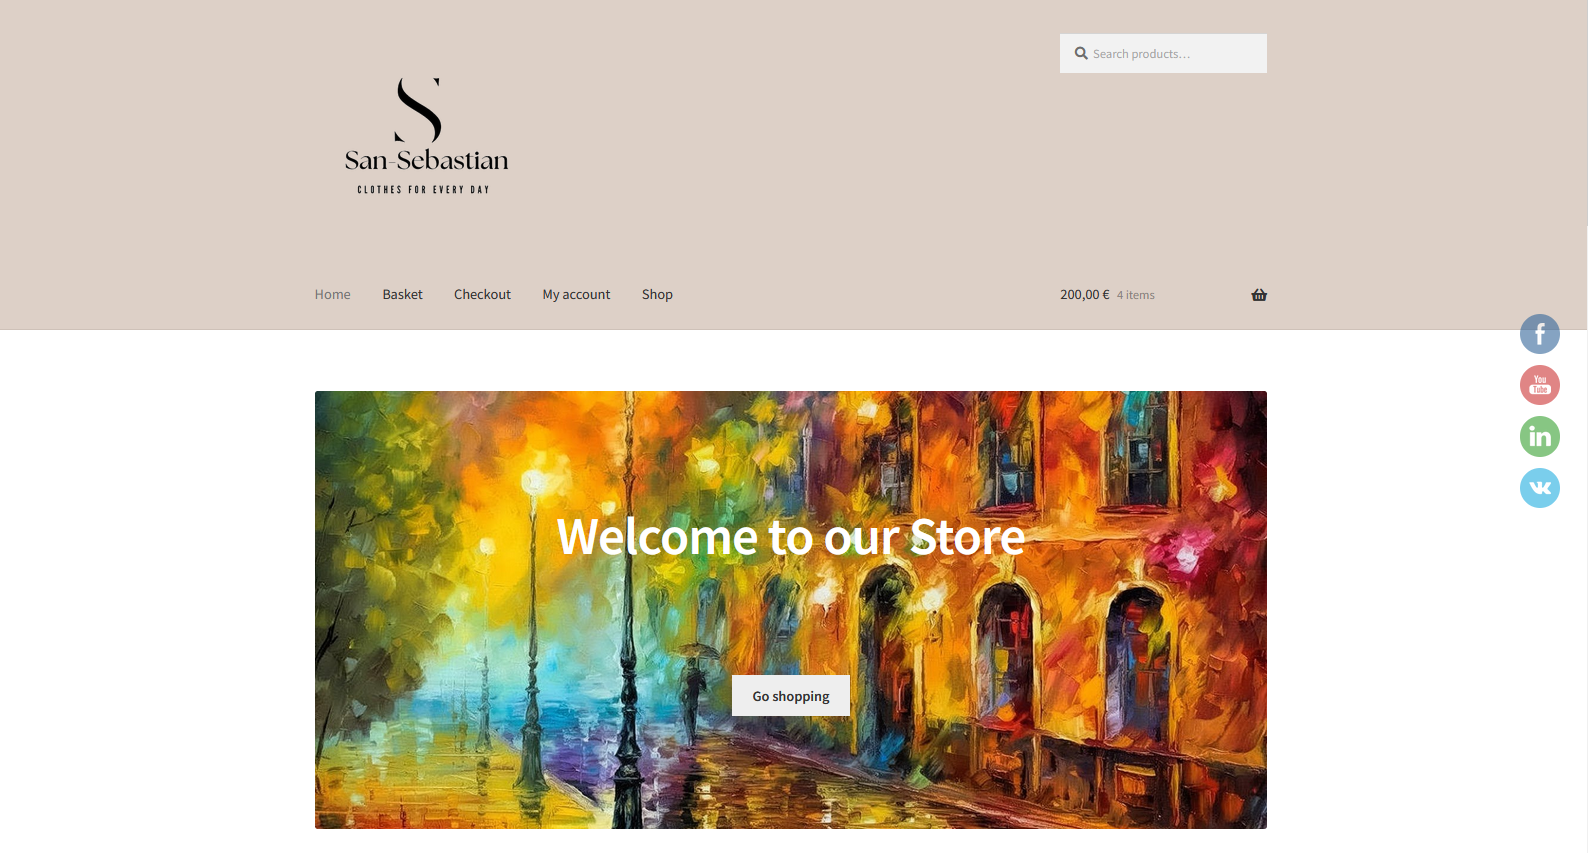 Search products…
S
San-Sebastian
CLOTHES FOR EVERY DAY
Home Basket Checkout My account Shop 200,00 € 4 items
f
You
Tube
in
Welcome to our Store
Go shopping